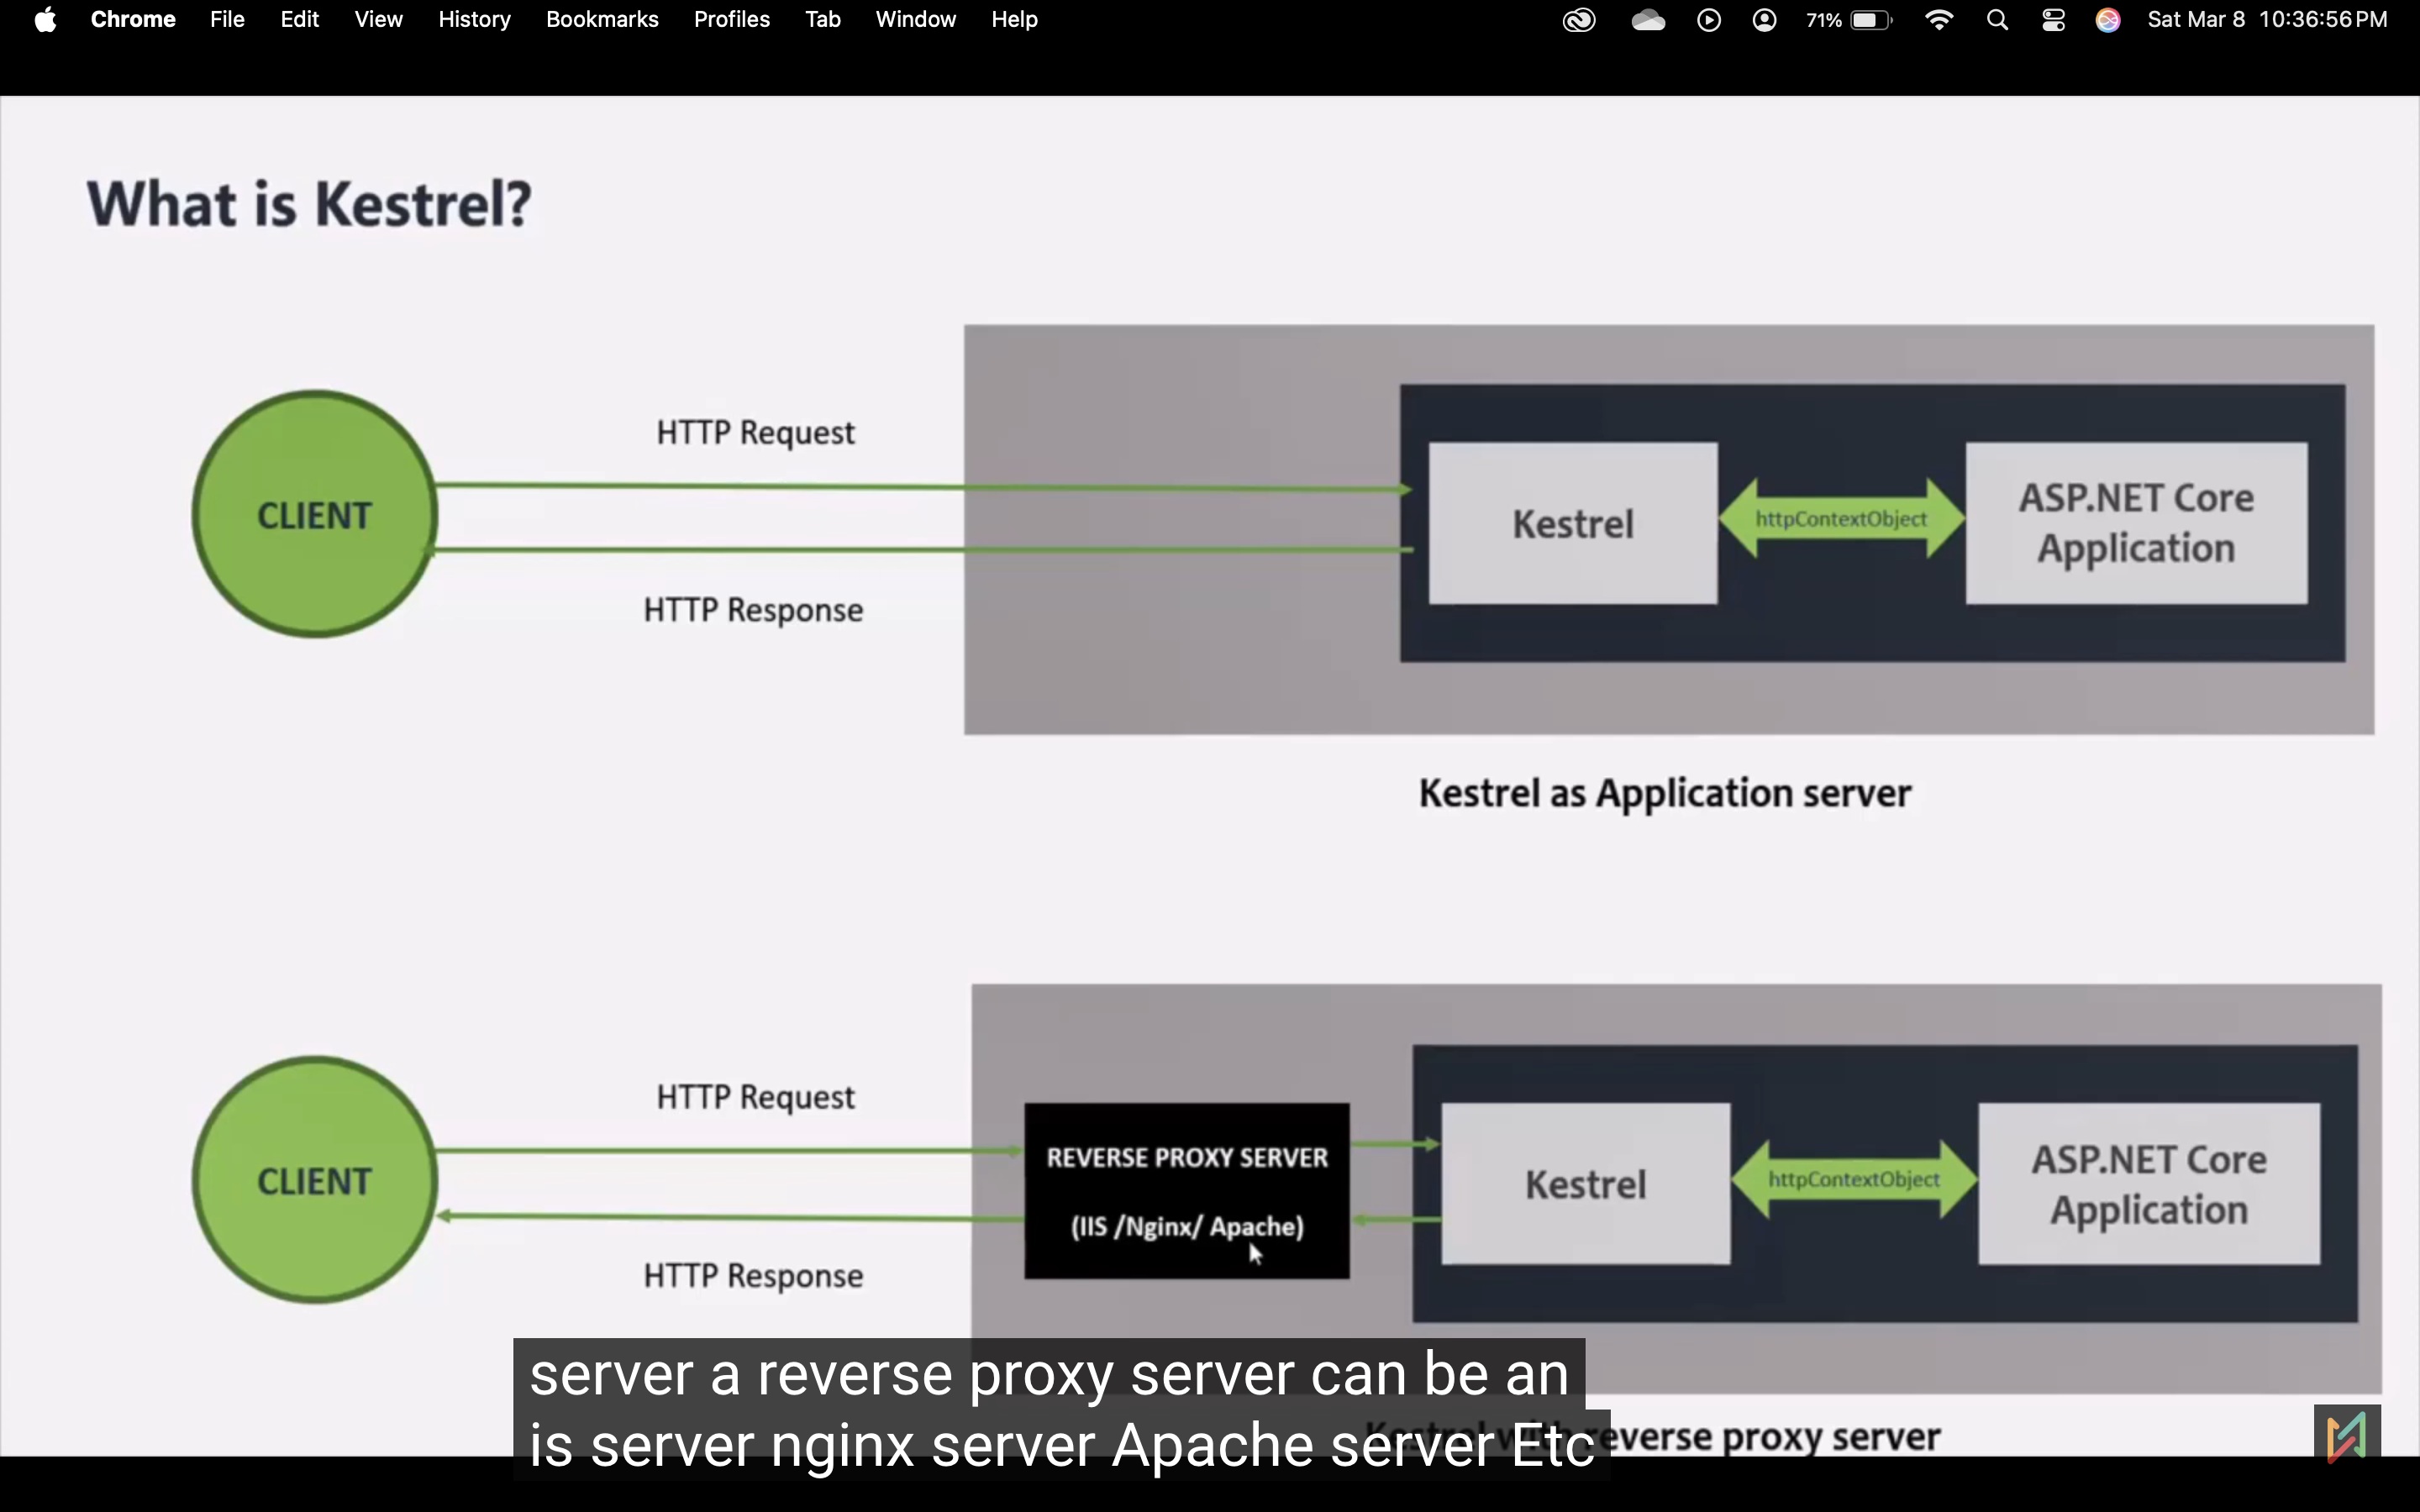 Chrome File Edit View History Bookmarks Profiles Tab Window Help 71% Sat Mar 8 10:36:56 PM
What is Kestrel?
HTTP Request
CLIENT
HTTP Response
Kestrel
httpContextObject
ASP.NET Core
Application
Kestrel as Application server
HTTP Request
CLIENT
HTTP Response
REVERSE PROXY SERVER
(IIS /Nginx/ Apache)
Kestrel
httpContextObject
ASP.NET Core
Application
Kestrel with reverse proxy server
server a reverse proxy server can be an
is server nginx server Apache server Etc